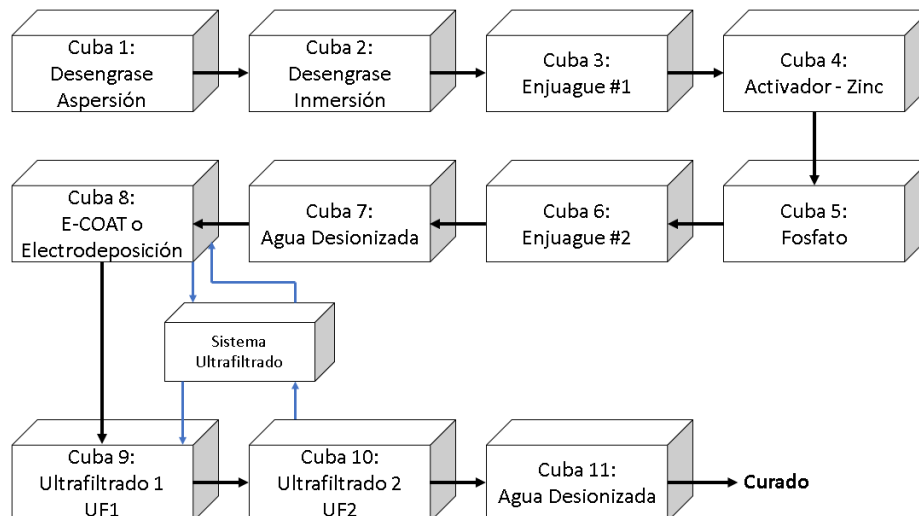 Cuba 1:
Desengrase
Aspersión
Cuba 2:
Desengrase
Inmersión
Cuba 3:
Enjuague #1
Cuba 4:
Activador - Zinc
Cuba 8:
E-COAT o
Electrodeposición
Cuba 7:
Agua Desionizada
Cuba 6:
Enjuague #2
Cuba 5:
Fosfato
Sistema
Ultrafiltrado
Cuba 9:
Ultrafiltrado 1
UF1
Cuba 10:
Ultrafiltrado 2
UF2
Cuba 11:
Agua Desionizada
Curado